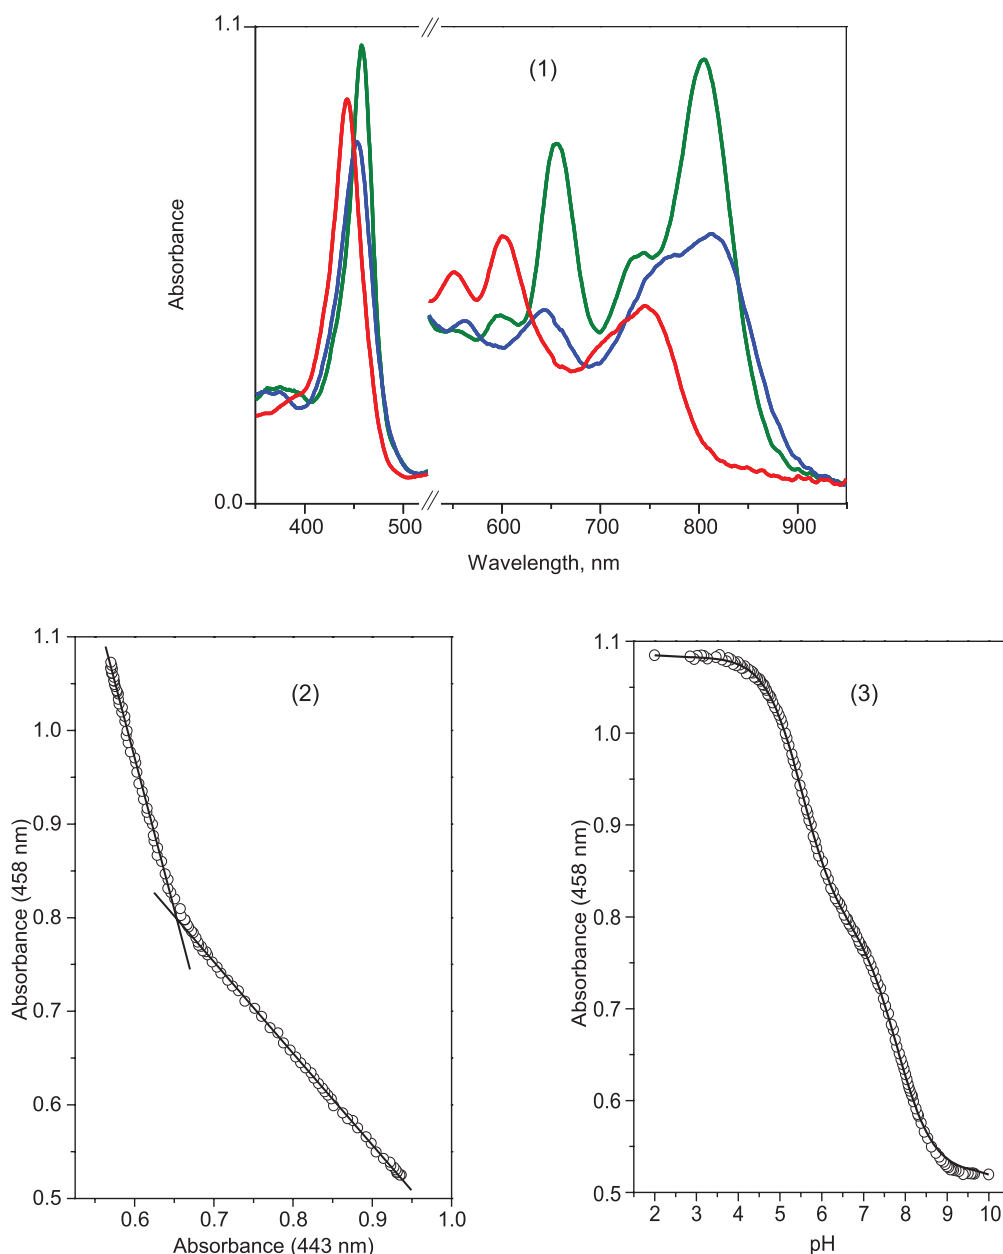 1.1
(1)
Absorbance
0.0
400 500 600 700 800 900
Wavelength, nm
1.1
(2)
1.0
0.9
0.8
0.7
0.6
0.5
Absorbance (458 nm)
0.6 0.7 0.8 0.9 1.0
Absorbance (443 nm)
1.1
(3)
1.0
0.9
0.8
0.7
0.6
0.5
Absorbance (458 nm)
2 3 4 5 6 7 8 9 10
pH